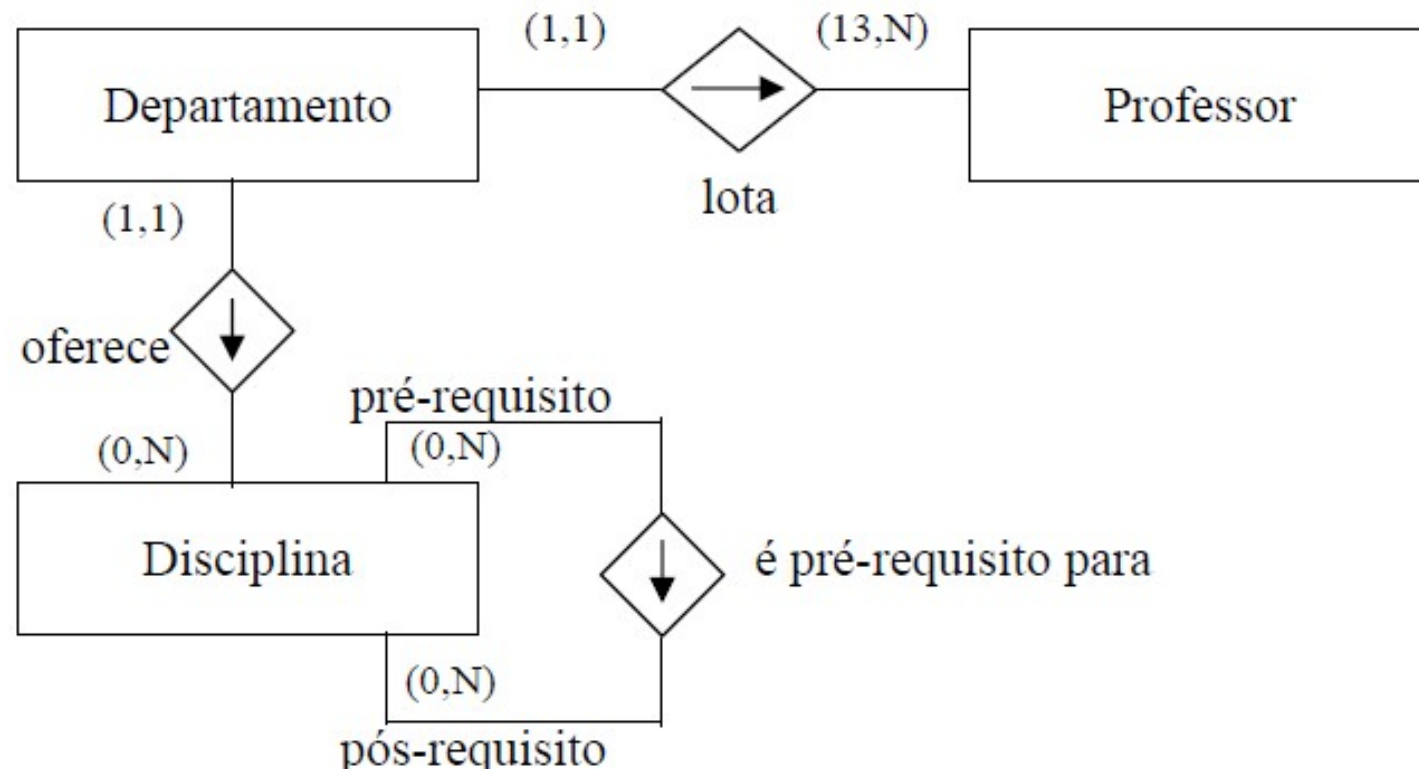 (1,1)
(13,N)
Departamento
Professor
lota
(1,1)
oferece
pré-requisito
(0,N)
(0,N)
Disciplina
é pré-requisito para
(0,N)
pós-requisito